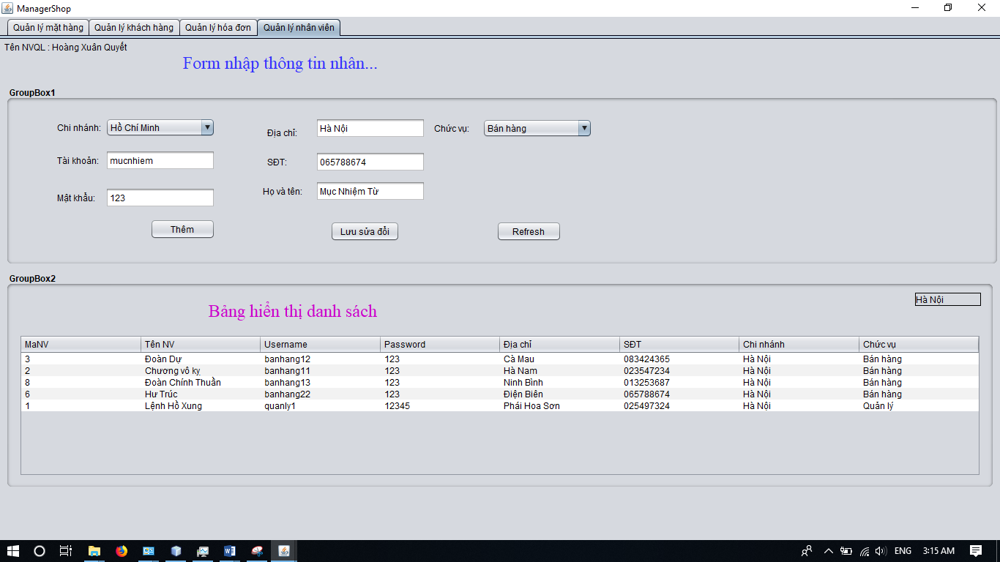 ManagerShop
Quản lý mặt hàng Quản lý khách hàng Quản lý hóa đơn Quản lý nhân viên
Tên NVQL : Hoàng Xuân Quyết
Form nhập thông tin nhân...
GroupBox1
Chi nhánh: Hồ Chí Minh Địa chỉ: Hà Nội Chức vụ: Bán hàng
Tài khoản: mucnhiem SĐT: 065788674
Mật khẩu: 123 Họ và tên: Mục Nhiệm Từ
Thêm Lưu sửa đổi Refresh
GroupBox2
Hà Nội
Bảng hiển thị danh sách
MaNV Tên NV Username Password Địa chỉ SĐT Chi nhánh Chức vụ
3 Đoàn Dự banhang12 123 Cà Mau 083424365 Hà Nội Bán hàng
2 Chương vô kỵ banhang11 123 Hà Nam 023547234 Hà Nội Bán hàng
8 Đoàn Chính Thuần banhang13 123 Ninh Bình 013253687 Hà Nội Bán hàng
6 Hư Trúc banhang22 123 Điện Biên 065788674 Hà Nội Bán hàng
1 Lệnh Hồ Xung quanly1 12345 Phái Hoa Sơn 025497324 Hà Nội Quản lý
ENG 3:15 AM